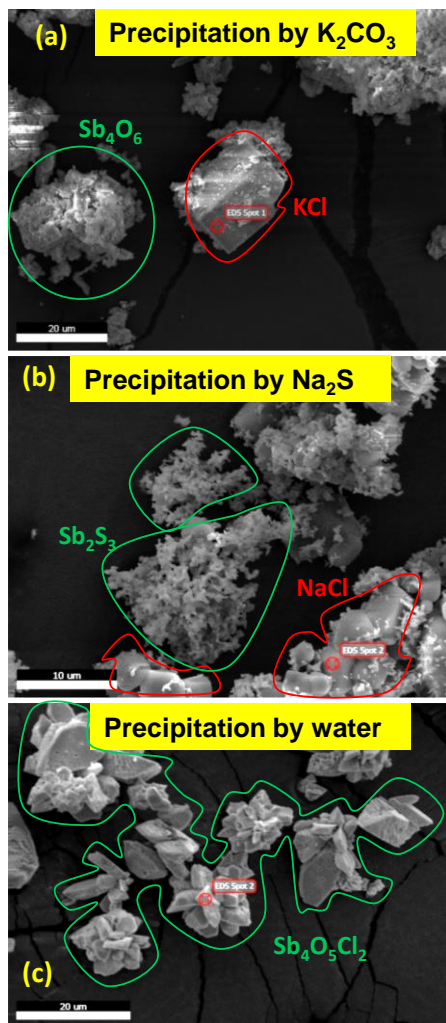 (a) Precipitation by K₂CO₃
Sb₄O₆
EDS Spot 1
KCl
20 um
(b) Precipitation by Na₂S
Sb₂S₃
NaCl
EDS Spot 2
10 um
Precipitation by water
EDS Spot 2
Sb₄O₅Cl₂
(c)
20 um